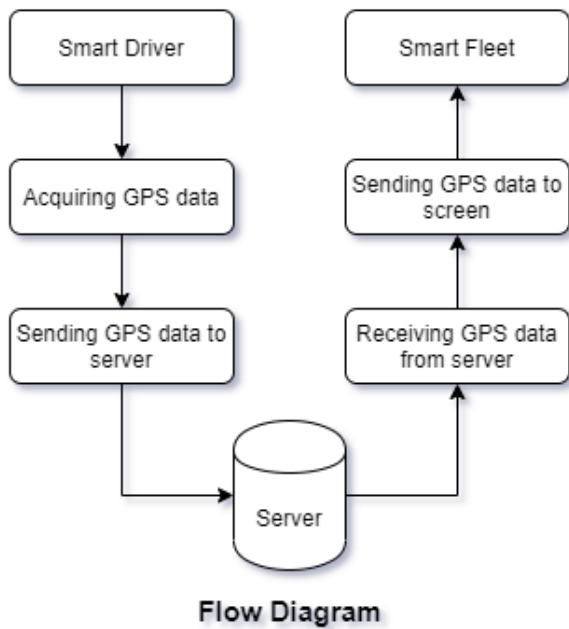 Smart Driver
Smart Fleet
Acquiring GPS data
Sending GPS data to
screen
Sending GPS data to
server
Receiving GPS data
from server
Server
Flow Diagram